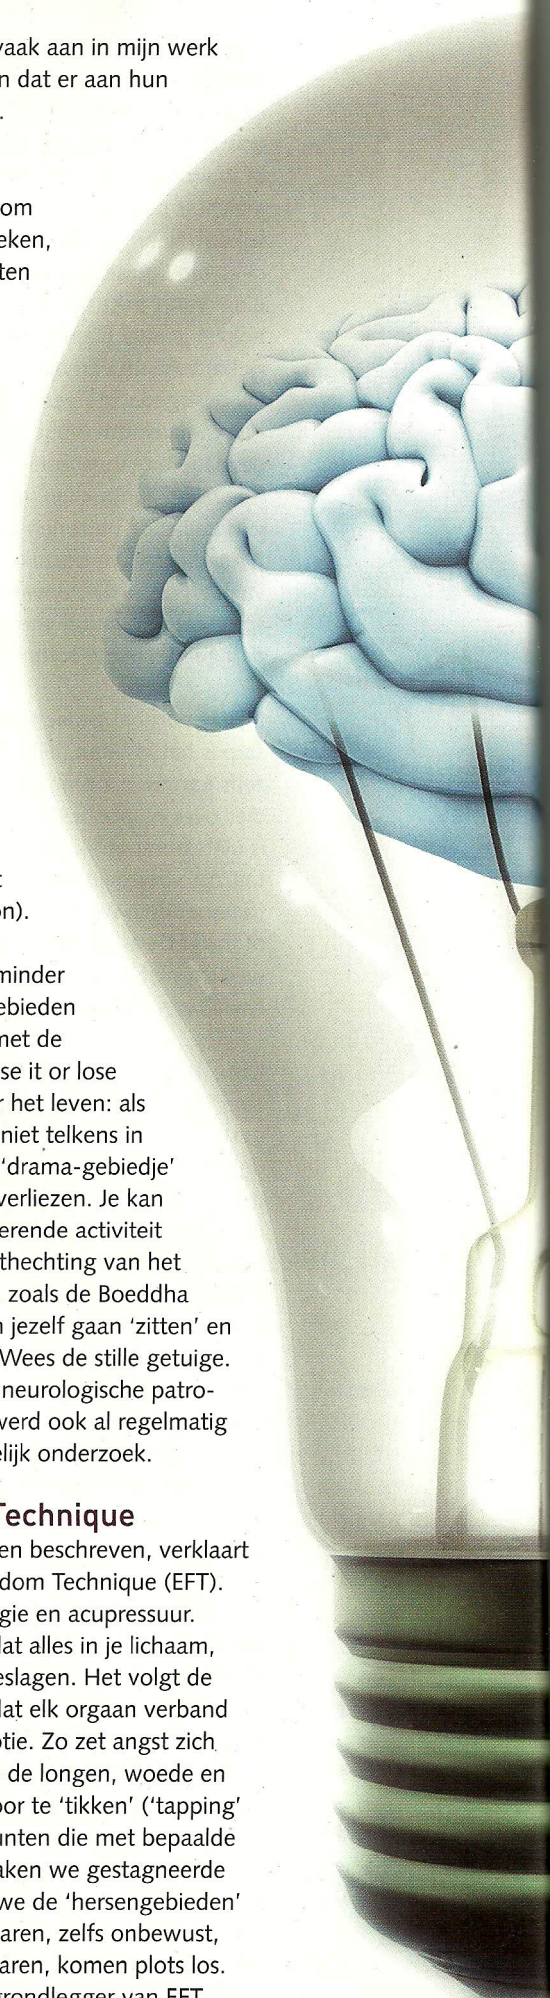 vaak aan in mijn werk
n dat er aan hun
.
om
eken,
ten
t
on).
minder
ebieden
net de
se it or lose
r het leven: als
niet telkens in
'drama-gebiedje'
verliezen. Je kan
erende activiteit
thechting van het
zoals de Boeddha
n jezelf gaan 'zitten' en
Wees de stille getuige.
neurologische patro-
werd ook al regelmatig
elijk onderzoek.
Technique
en beschreven, verklaart
dom Technique (EFT).
gie en acupressuur.
dat alles in je lichaam,
eslagen. Het volgt de
dat elk orgaan verband
otie. Zo zet angst zich
de longen, woede en
oor te 'tikken' ('tapping'
unten die met bepaalde
aken we gestagneerde
we de 'hersengebieden'
aren, zelfs onbewust,
aren, komen plots los.
grondlegger van EFT